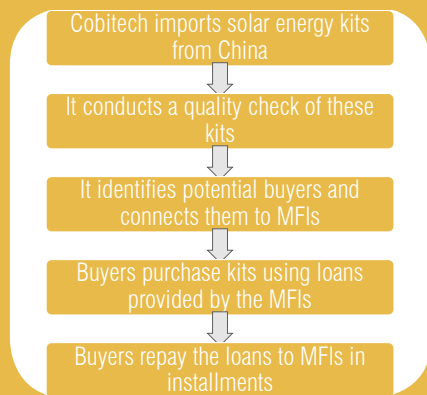 Cobitech imports solar energy kits
from China
It conducts a quality check of these
kits
It identifies potential buyers and
connects them to MFIs
Buyers purchase kits using loans
provided by the MFIs
Buyers repay the loans to MFIs in
installments